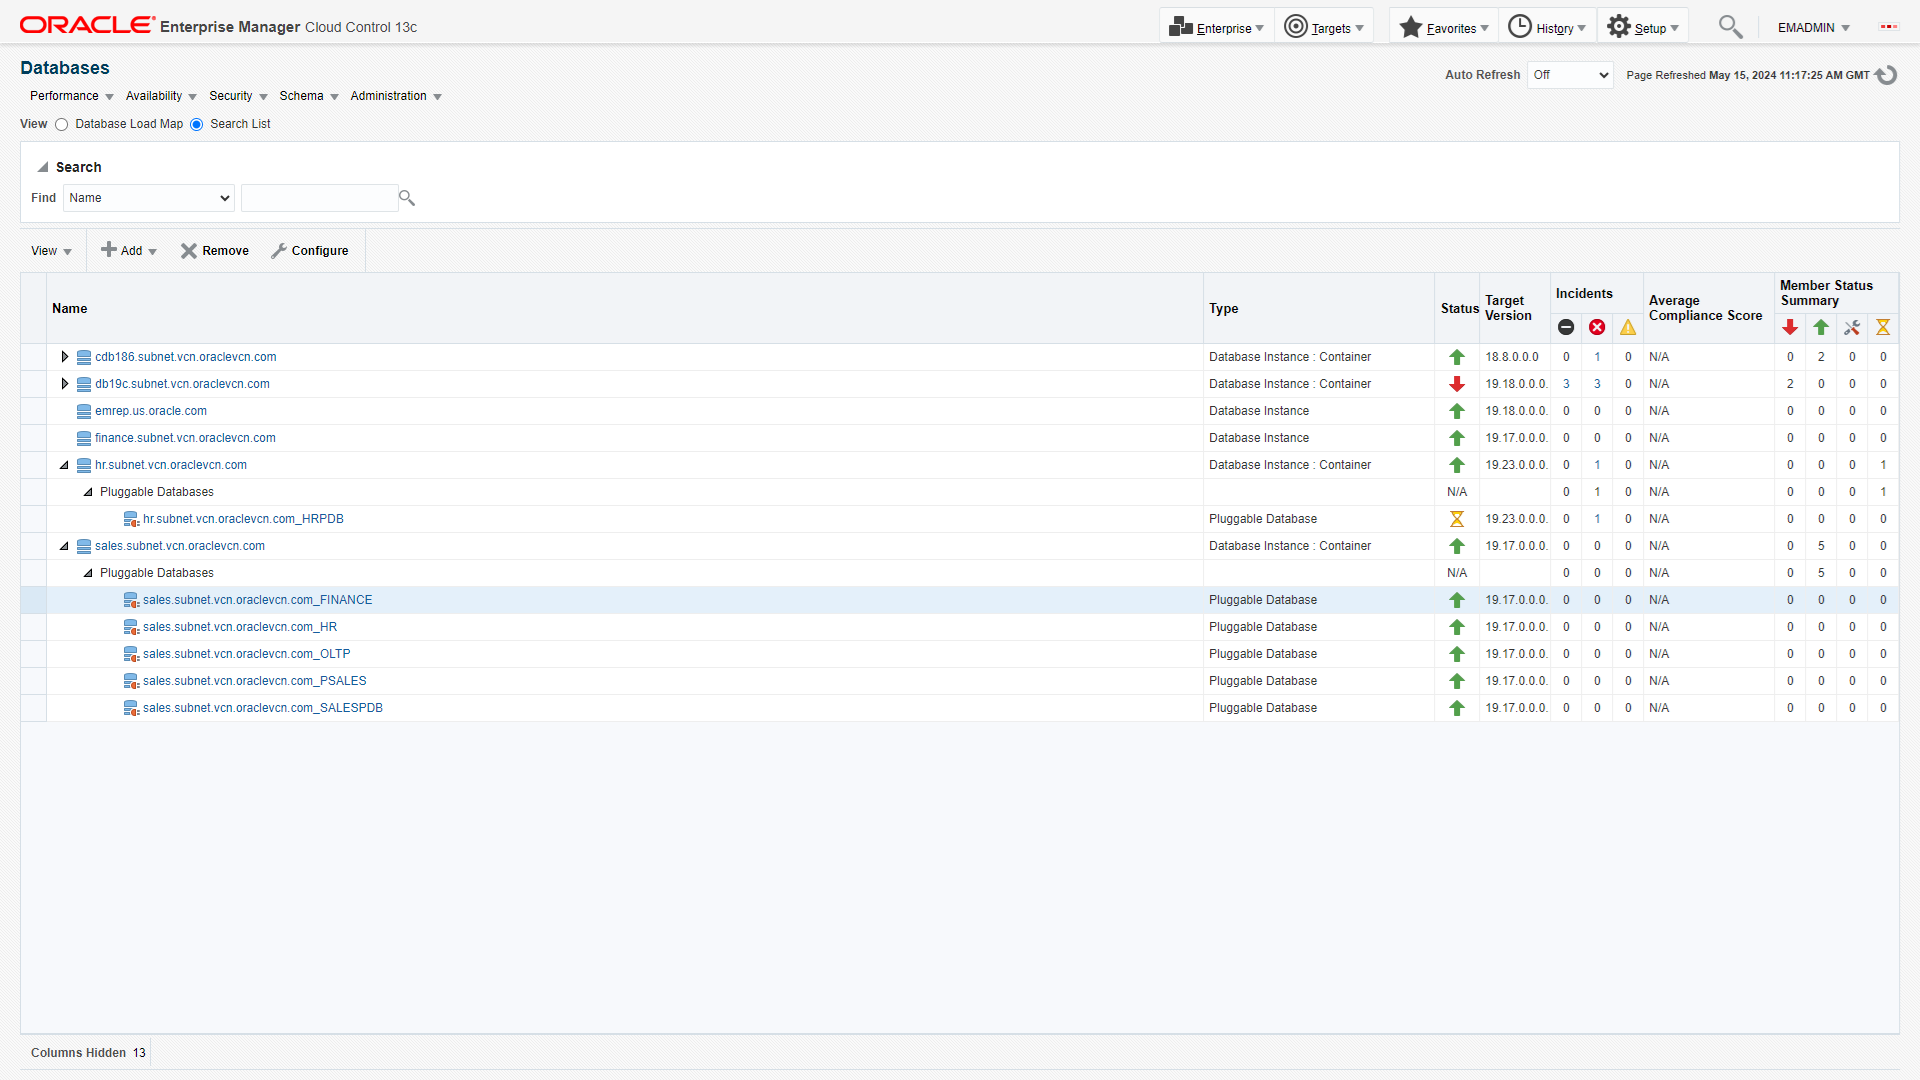 ORACLE Enterprise Manager Cloud Control 13c
Enterprise Targets Favorites History Setup EMADMIN
Databases
Auto Refresh Off Page Refreshed May 15, 2024 11:17:25 AM GMT
Performance Availability Security Schema Administration
View Database Load Map Search List
Search
Find Name
View Add Remove Configure
Name Type Status Target Version Incidents Average Compliance Score Member Status Summary
cdb186.subnet.vcn.oraclevcn.com Database Instance : Container 18.8.0.0.0 0 1 0 N/A 0 2 0 0
db19c.subnet.vcn.oraclevcn.com Database Instance : Container 19.18.0.0.0. 3 3 0 N/A 2 0 0 0
emrep.us.oracle.com Database Instance 19.18.0.0.0. 0 0 0 N/A 0 0 0 0
finance.subnet.vcn.oraclevcn.com Database Instance 19.17.0.0.0. 0 0 0 N/A 0 0 0 0
hr.subnet.vcn.oraclevcn.com Database Instance : Container 19.23.0.0.0. 0 1 0 N/A 0 0 0 1
Pluggable Databases N/A 0 1 0 N/A 0 0 0 1
hr.subnet.vcn.oraclevcn.com_HRPDB Pluggable Database 19.23.0.0.0. 0 1 0 N/A 0 0 0 0
sales.subnet.vcn.oraclevcn.com Database Instance : Container 19.17.0.0.0. 0 0 0 N/A 0 5 0 0
Pluggable Databases N/A 0 0 0 N/A 0 5 0 0
sales.subnet.vcn.oraclevcn.com_FINANCE Pluggable Database 19.17.0.0.0. 0 0 0 N/A 0 0 0 0
sales.subnet.vcn.oraclevcn.com_HR Pluggable Database 19.17.0.0.0. 0 0 0 N/A 0 0 0 0
sales.subnet.vcn.oraclevcn.com_OLTP Pluggable Database 19.17.0.0.0. 0 0 0 N/A 0 0 0 0
sales.subnet.vcn.oraclevcn.com_PSALES Pluggable Database 19.17.0.0.0. 0 0 0 N/A 0 0 0 0
sales.subnet.vcn.oraclevcn.com_SALESPDB Pluggable Database 19.17.0.0.0. 0 0 0 N/A 0 0 0 0
Columns Hidden 13